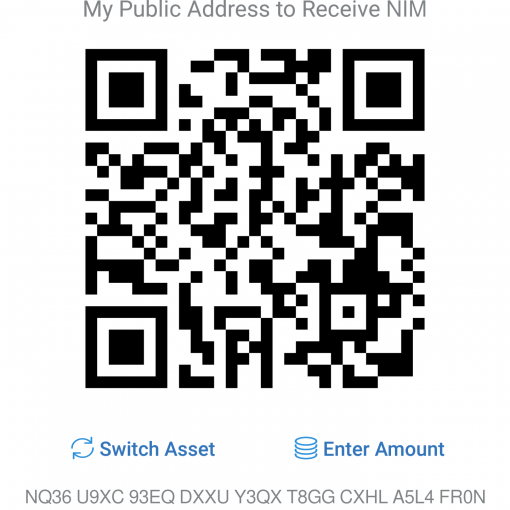 My Public Address to Receive NIM
Switch Asset
Enter Amount
NQ36 U9XC 93EQ DXXU Y3QX T8GG CXHL A5L4 FR0N